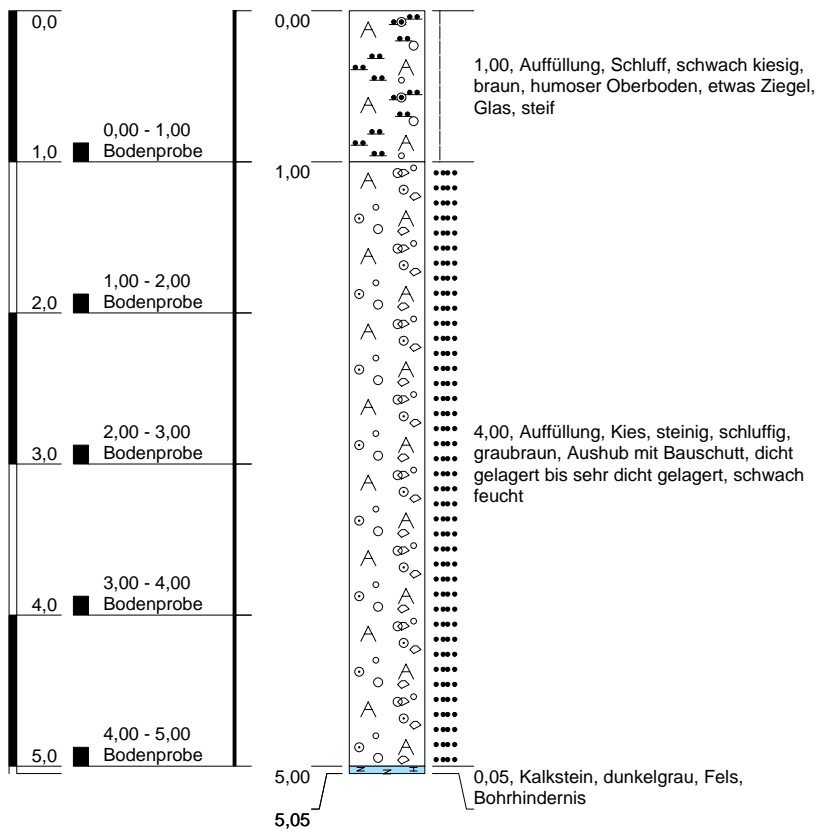 0,0
0,00
1,00, Auffüllung, Schluff, schwach kiesig,
braun, humoser Oberboden, etwas Ziegel,
Glas, steif
0,00 - 1,00
1,0
Bodenprobe
1,00
1,00 - 2,00
2,0
Bodenprobe
2,00 - 3,00
3,0
Bodenprobe
4,00, Auffüllung, Kies, steinig, schluffig,
graubraun, Aushub mit Bauschutt, dicht
gelagert bis sehr dicht gelagert, schwach
feucht
3,00 - 4,00
4,0
Bodenprobe
4,00 - 5,00
5,0
Bodenprobe
5,00
0,05, Kalkstein, dunkelgrau, Fels,
Bohrhindernis
5,05